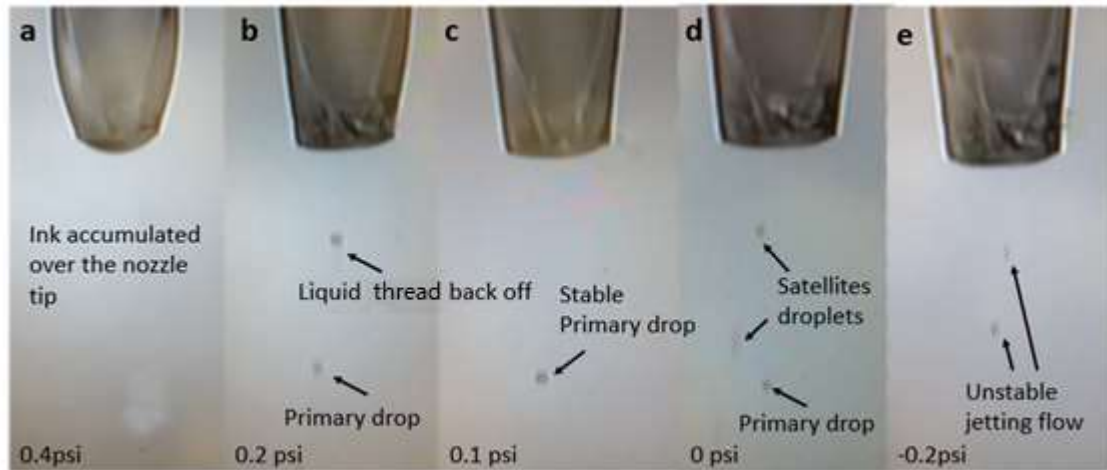 a
b
c
d
e
Ink accumulated
over the nozzle
tip
Liquid thread back off
Primary drop
Stable
Primary drop
Satellites
droplets
Primary drop
Unstable
jetting flow
0.4psi
0.2 psi
0.1 psi
0 psi
-0.2psi